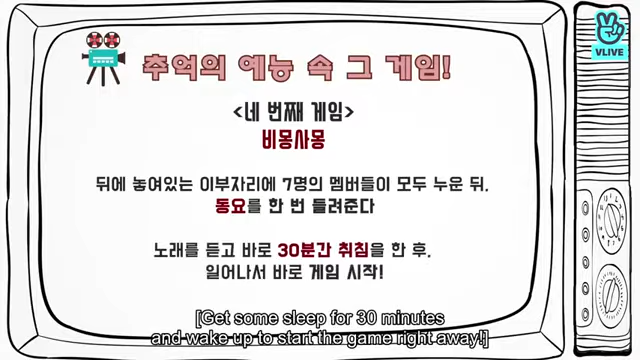 VLIVE
추억의 예능 속 그 게임!
<네 번째 게임>
비몽사몽
뒤에 놓여있는 이부자리에 7명의 멤버들이 모두 누운 뒤.
동요를 한 번 들려준다
노래를 듣고 바로 30분간 취침을 한 후.
일어나서 바로 게임 시작!
[Get some sleep for 30 minutes
and wake up to start the game right away!]